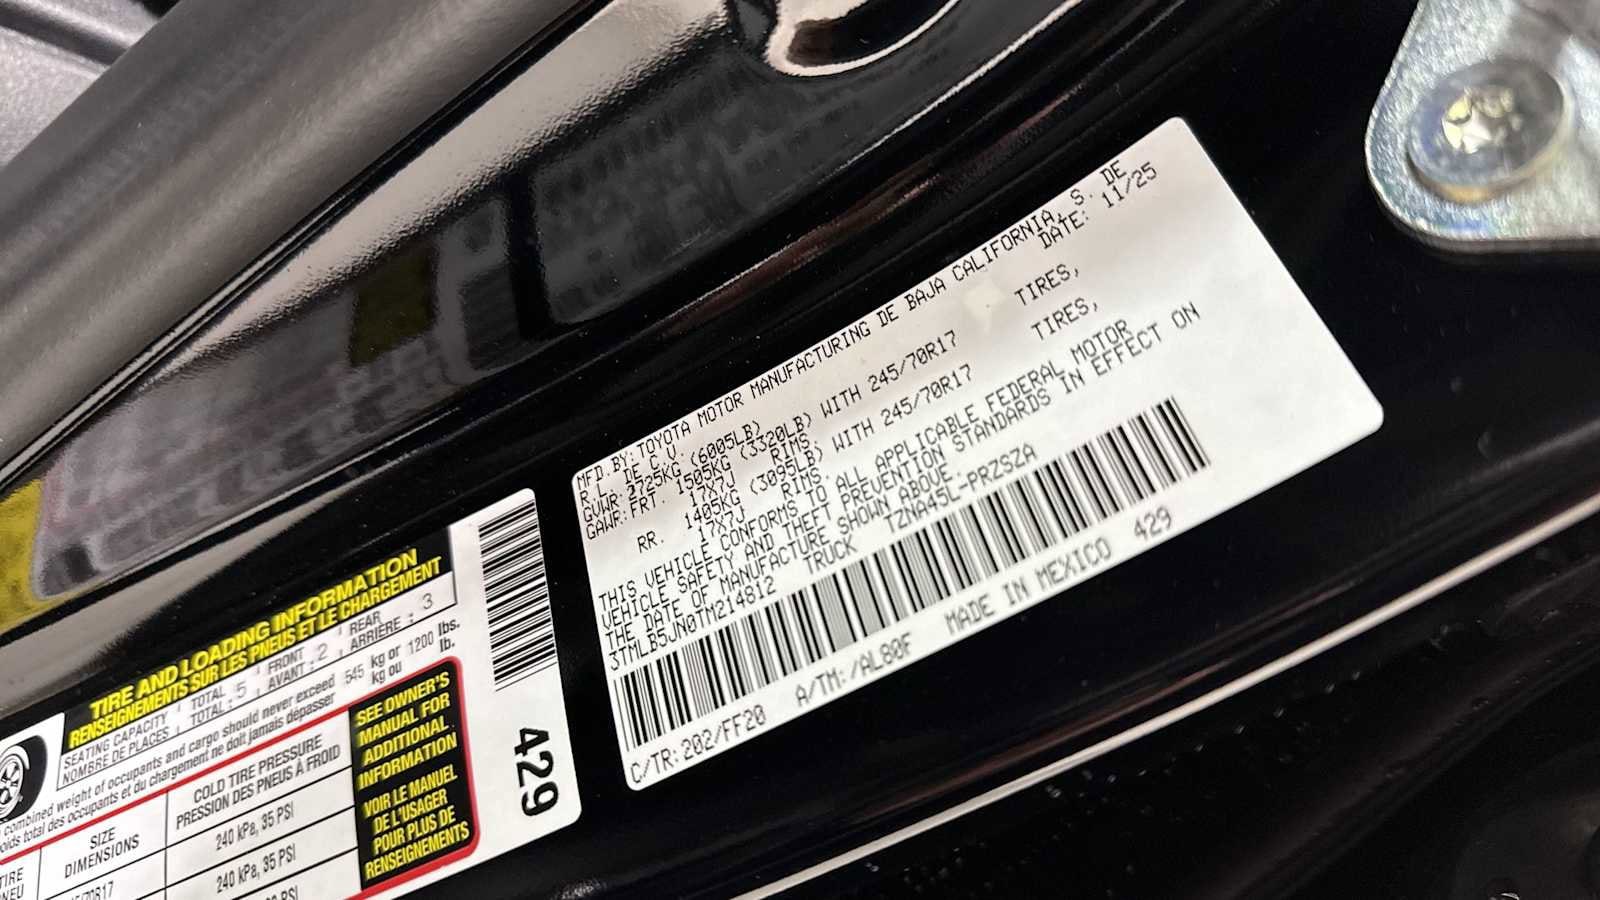 MFD.BY:TOYOTA MOTOR MANUFACTURING DE BAJA CALIFORNIA, S. DE
R.L. DE C.V. DATE: 11/25
GVWR: 2725KG (6005LB)
GAWR:FRT. 1505KG (3320LB) WITH 245/70R17 TIRES,
17X7J RIMS,
RR. 1405KG (3095LB) WITH 245/70R17 TIRES,
17X7J RIMS.
THIS VEHICLE CONFORMS TO ALL APPLICABLE FEDERAL MOTOR
VEHICLE SAFETY AND THEFT PREVENTION STANDARDS IN EFFECT ON
THE DATE OF MANUFACTURE SHOWN ABOVE.
3TMLB5JN0TM214812 TRUCK TZNA45L-PRZSZA
C/TR:202/FF20 A/TM:/AL80F MADE IN MEXICO 429
TIRE AND LOADING INFORMATION
RENSEIGNEMENTS SUR LES PNEUS ET LE CHARGEMENT
SEATING CAPACITY TOTAL 5 FRONT 2 REAR 3
NOMBRE DE PLACES TOTAL: AVANT: ARRIÈRE:
combined weight of occupants and cargo should never exceed 545 kg or 1200 lbs.
poids total des occupants et du chargement ne doit jamais dépasser kg ou lb.
SIZE
DIMENSIONS
COLD TIRE PRESSURE
PRESSION DES PNEUS À FROID
240 kPa, 35 PSI
240 kPa, 35 PSI
SEE OWNER'S
MANUAL FOR
ADDITIONAL
INFORMATION
VOIR LE MANUEL
DE L'USAGER
POUR PLUS DE
RENSEIGNEMENTS
429